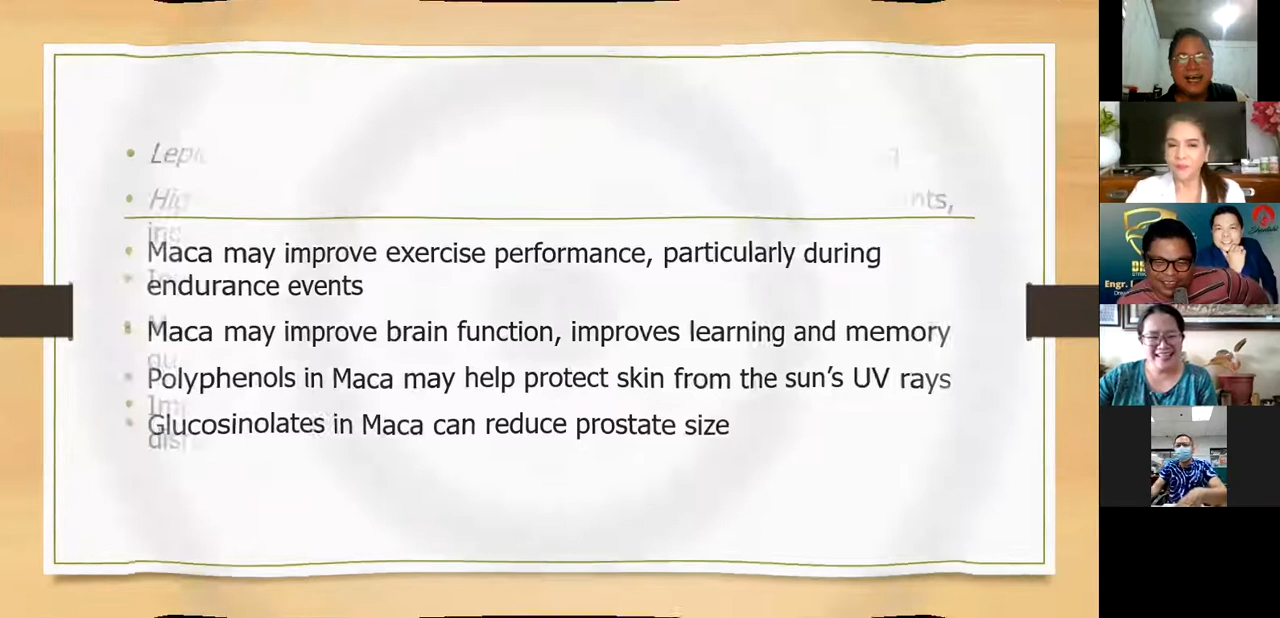 Maca may improve exercise performance, particularly during
endurance events
Maca may improve brain function, improves learning and memory
Polyphenols in Maca may help protect skin from the sun's UV rays
Glucosinolates in Maca can reduce prostate size
Engr.